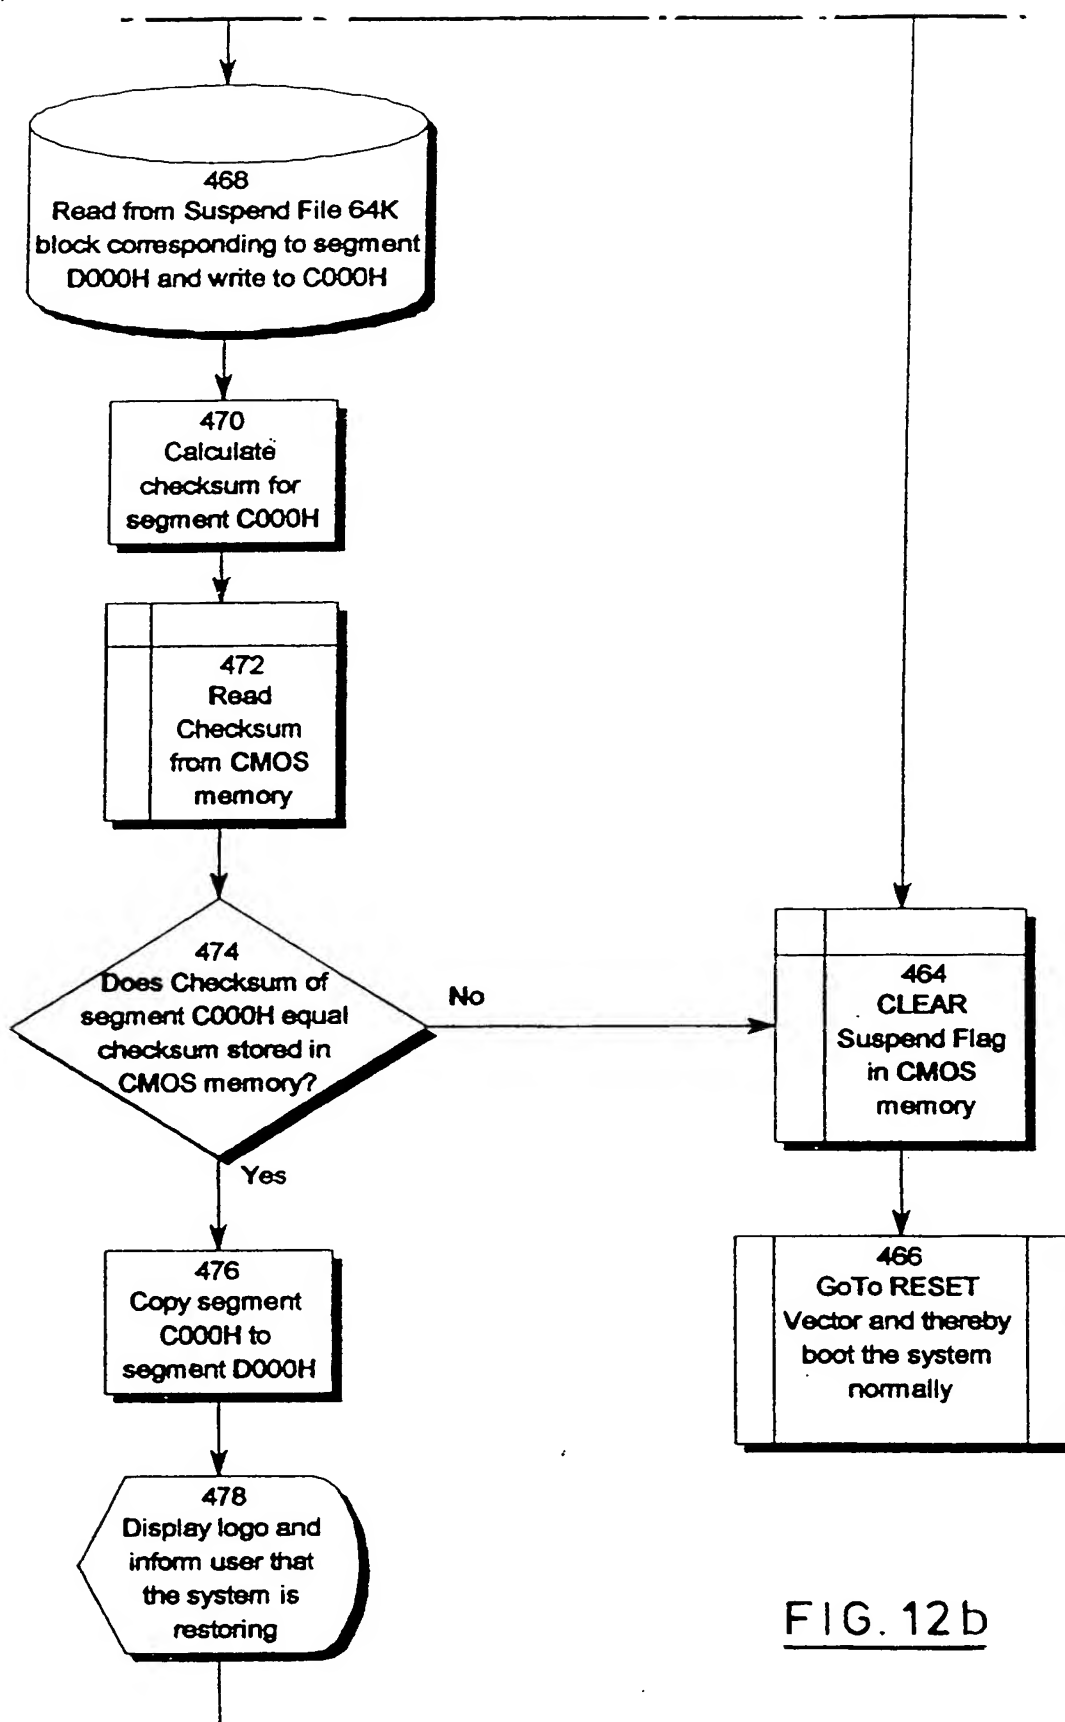 468
Read from Suspend File 64K
block corresponding to segment
D000H and write to C000H
470
Calculate
checksum for
segment C000H
472
Read
Checksum
from CMOS
memory
474
Does Checksum of
segment C000H equal
checksum stored in
CMOS memory?
No
Yes
464
CLEAR
Suspend Flag
in CMOS
memory
466
GoTo RESET
Vector and thereby
boot the system
normally
476
Copy segment
C000H to
segment D000H
478
Display logo and
inform user that
the system is
restoring
FIG. 12b